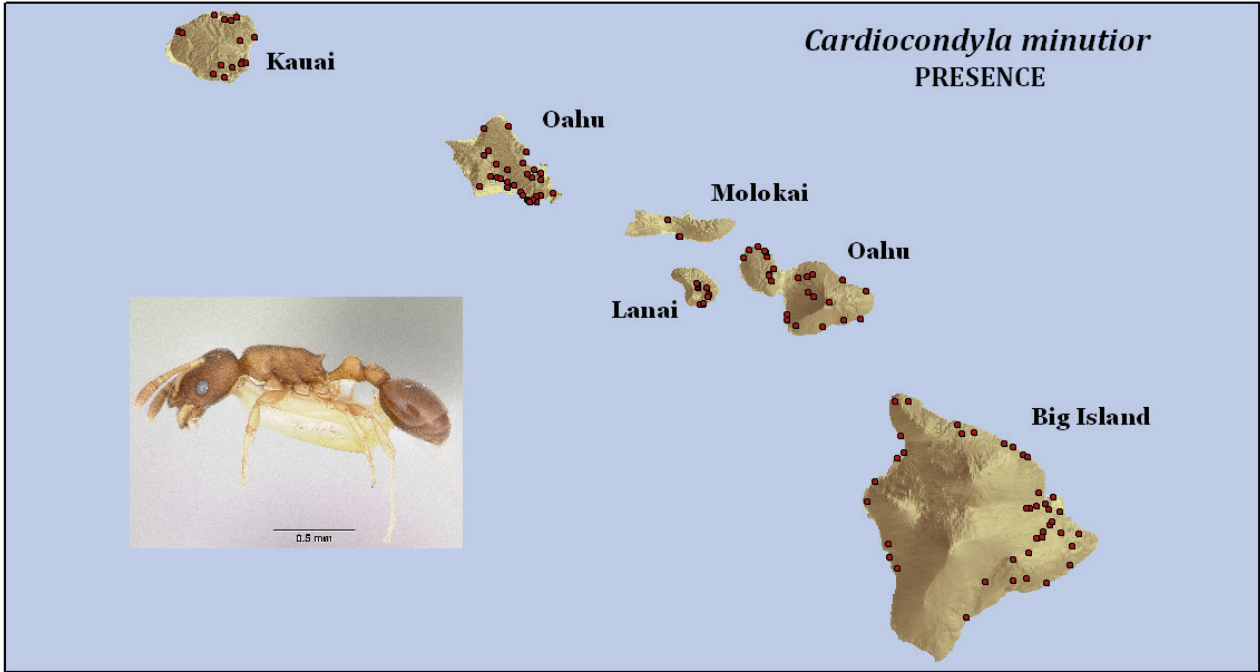 Cardiocondyla minutior
PRESENCE
Kauai
Oahu
Molokai
Oahu
Lanai
Big Island
0.5 mm